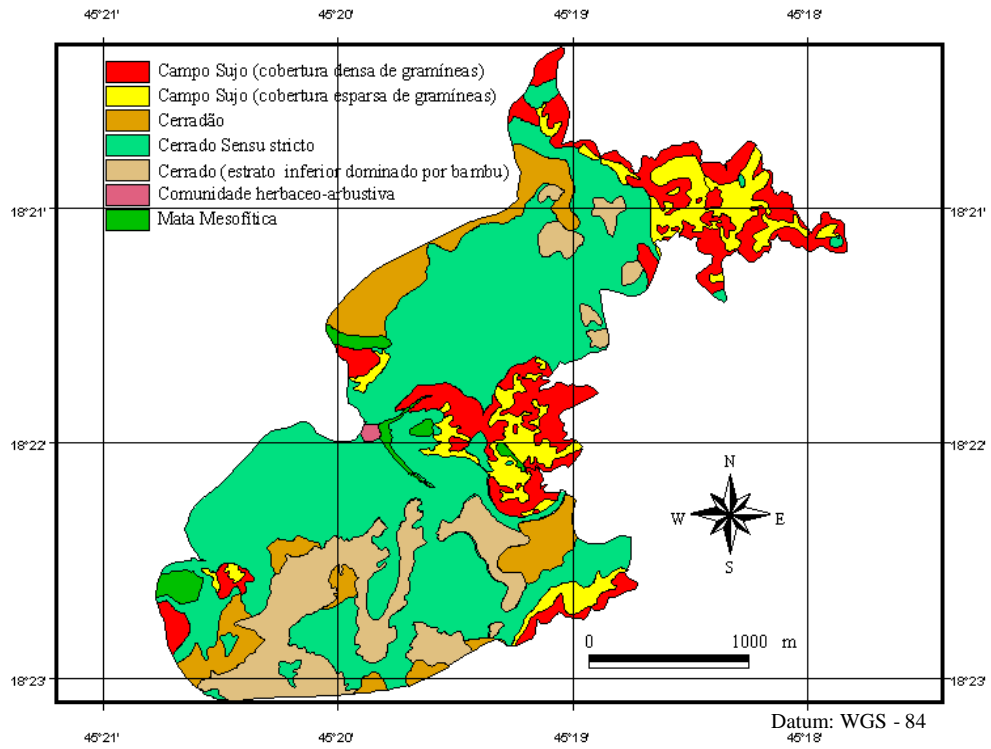 45°21' 45°20' 45°19' 45°18'
Campo Sujo (cobertura densa de gramíneas)
Campo Sujo (cobertura esparsa de gramíneas)
Cerradão
Cerrado Sensu stricto
Cerrado (estrato inferior dominado por bambu)
Comunidade herbaceo-arbustiva
Mata Mesofítica
18°21' 18°21'
18°22' 18°22'
N
W E
S
0 1000 m
18°23' 18°23'
Datum: WGS - 84
45°21' 45°20' 45°19' 45°18'